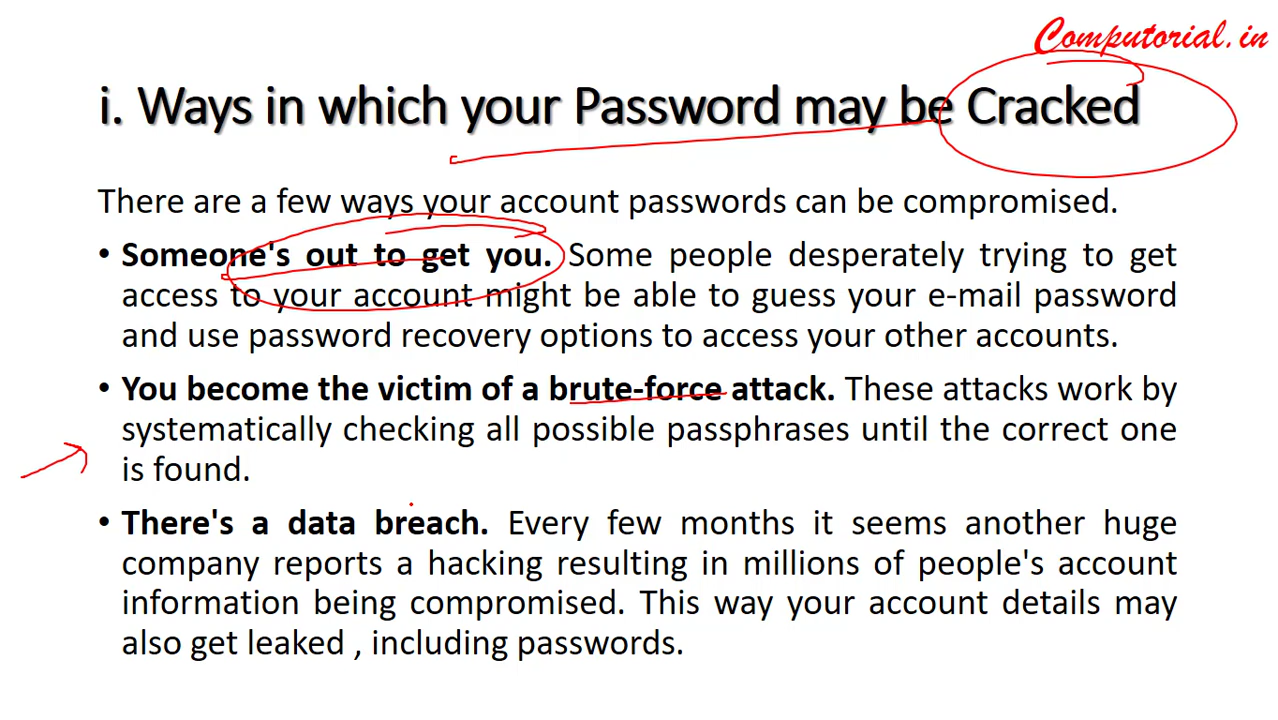 Computorial.in
i. Ways in which your Password may be Cracked
There are a few ways your account passwords can be compromised.
• Someone's out to get you. Some people desperately trying to get
access to your account might be able to guess your e-mail password
and use password recovery options to access your other accounts.
• You become the victim of a brute-force attack. These attacks work by
systematically checking all possible passphrases until the correct one
is found.
• There's a data breach. Every few months it seems another huge
company reports a hacking resulting in millions of people's account
information being compromised. This way your account details may
also get leaked , including passwords.